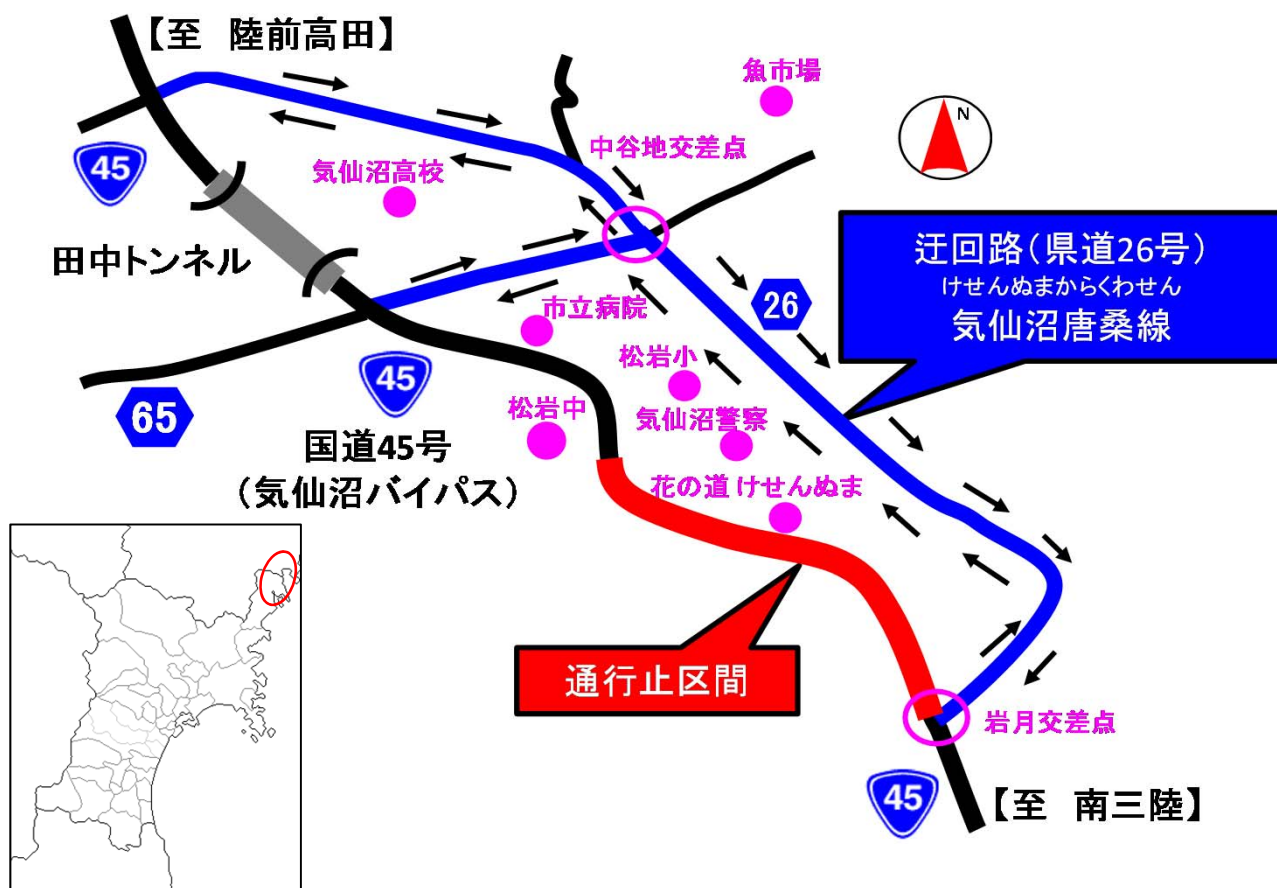 【至 陸前高田】
魚市場
N
中谷地交差点
45
気仙沼高校
迂回路(県道26号)
けせんぬまからくわせん
気仙沼唐桑線
田中トンネル
26
市立病院
松岩小
45
65
松岩中
気仙沼警察
国道45号
(気仙沼バイパス)
花の道 けせんぬま
通行止区間
岩月交差点
45
【至 南三陸】